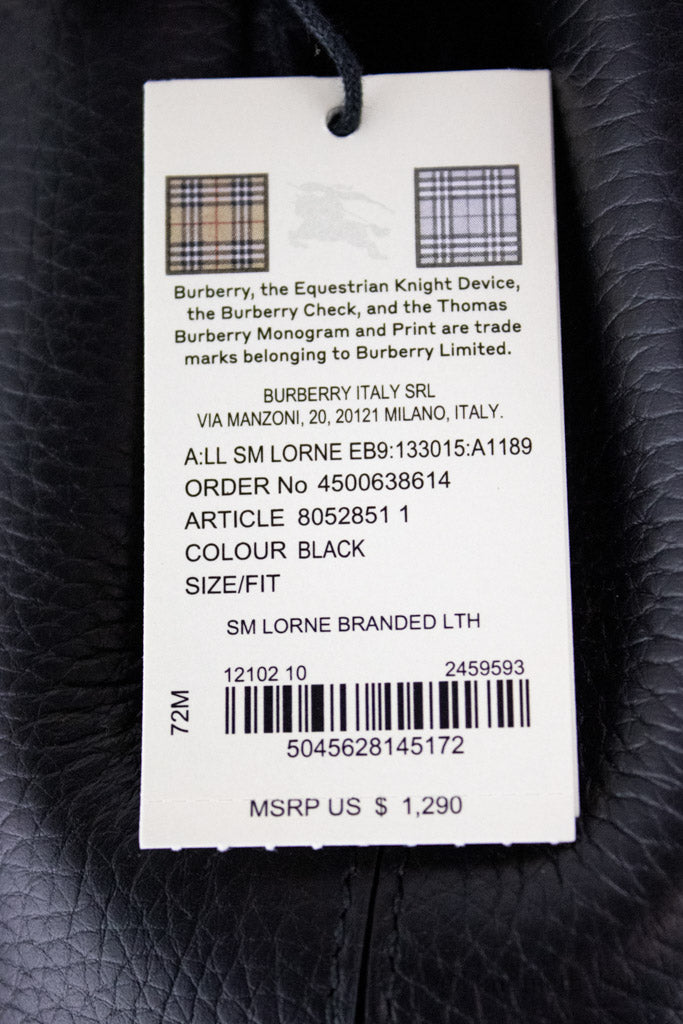 Burberry, the Equestrian Knight Device,
the Burberry Check, and the Thomas
Burberry Monogram and Print are trade
marks belonging to Burberry Limited.
BURBERRY ITALY SRL
VIA MANZONI, 20, 20121 MILANO, ITALY.
A:LL SM LORNE EB9:133015:A1189
ORDER No 4500638614
ARTICLE 8052851 1
COLOUR BLACK
SIZE/FIT
SM LORNE BRANDED LTH
12102 10 2459593
72M
5045628145172
MSRP US $ 1,290